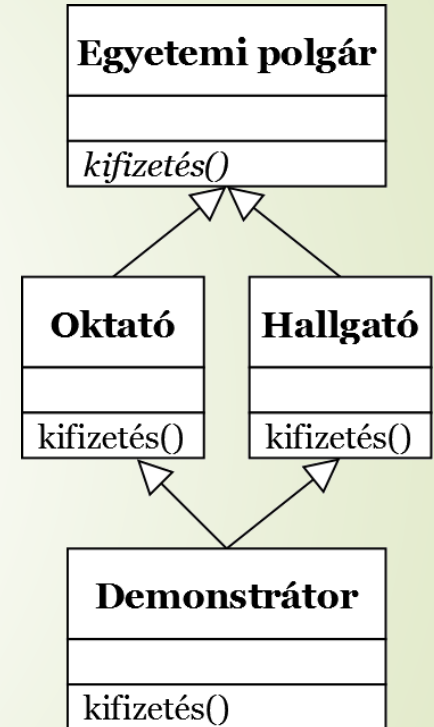 Egyetemi polgár
kifizetés()
Oktató
kifizetés()
Hallgató
kifizetés()
Demonstrátor
kifizetés()